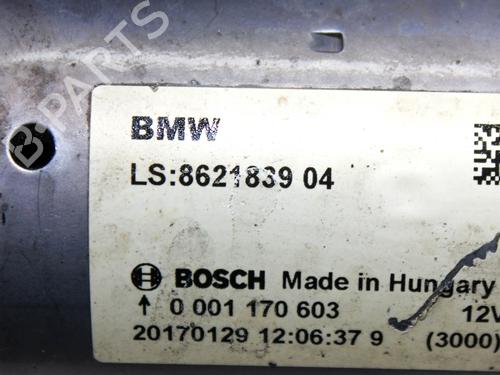 B-PARTS
BMW
LS:8621839 04
BOSCH Made in Hungary
↑ 0 001 170 603 12V
20170129 12:06:37 9 (3000)